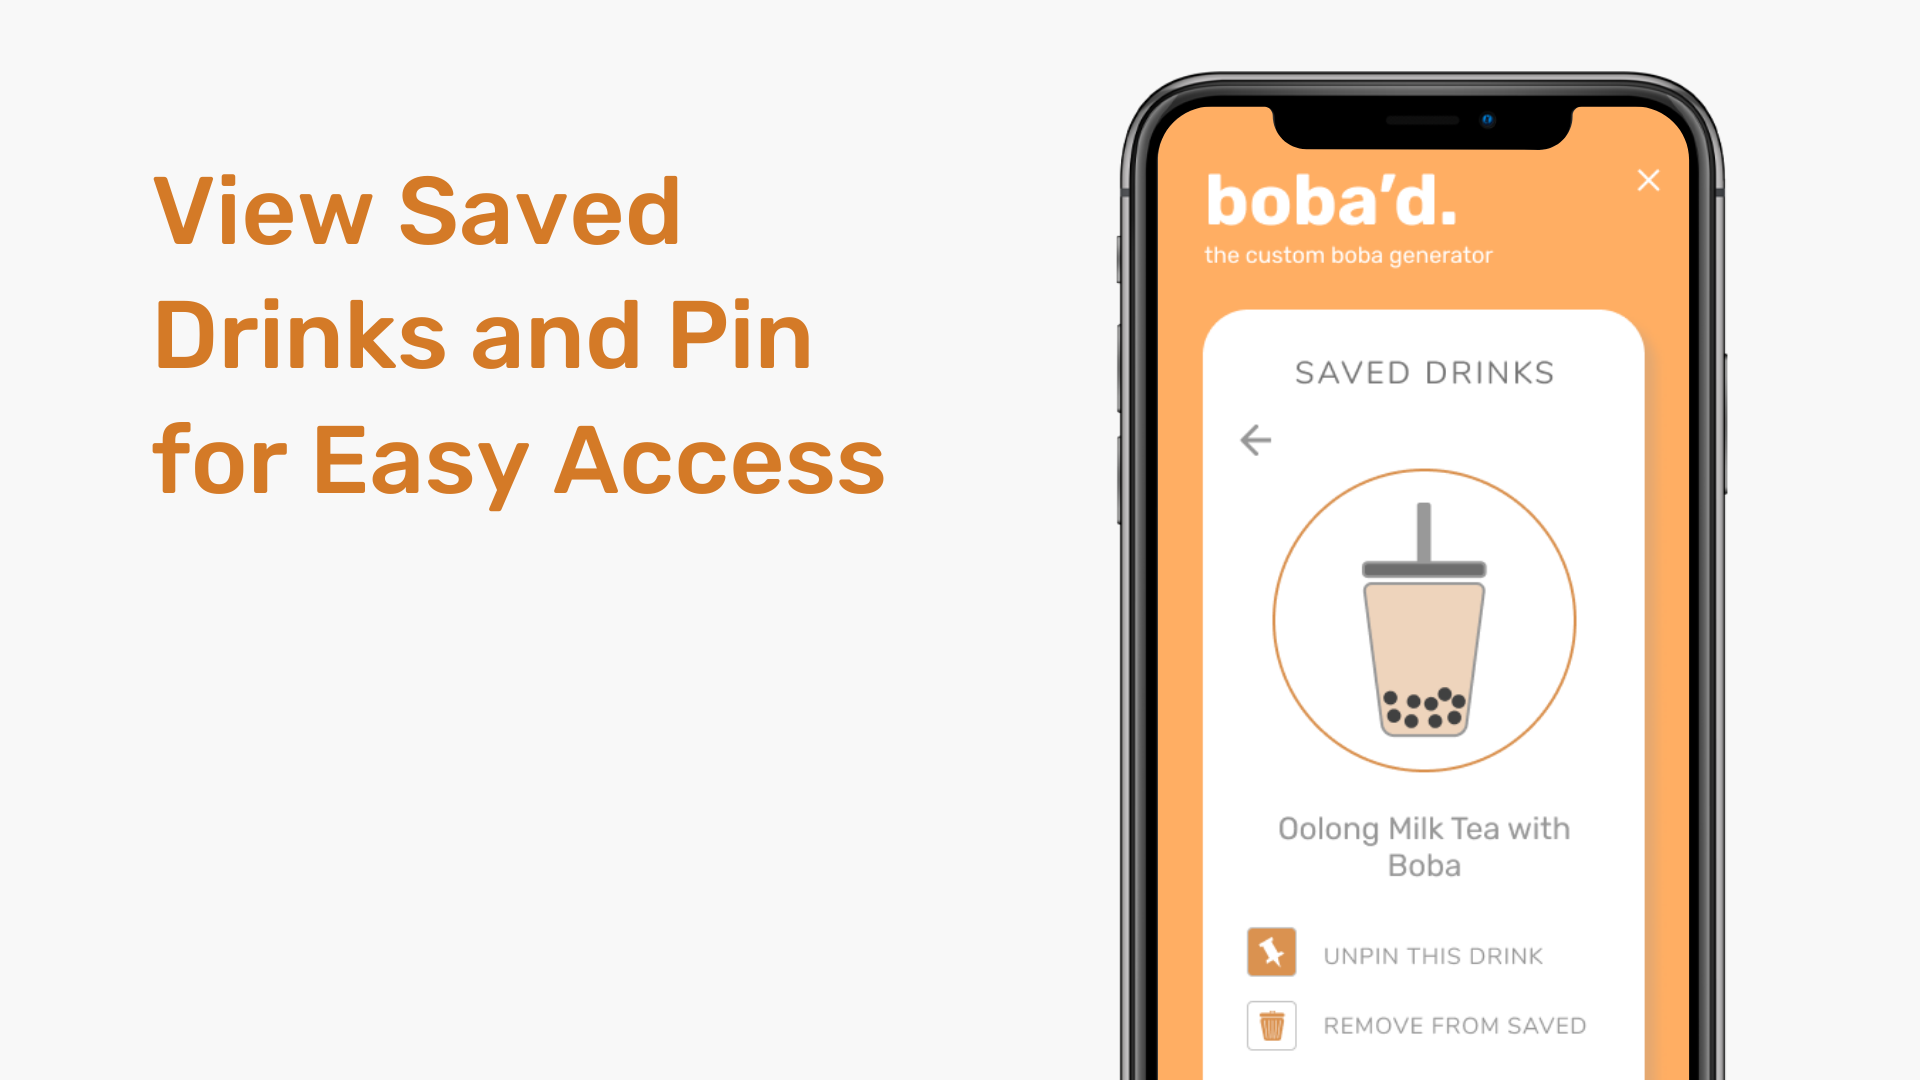 View Saved
Drinks and Pin
for Easy Access
boba’d.
the custom boba generator
SAVED DRINKS
Oolong Milk Tea with
Boba
UNPIN THIS DRINK
REMOVE FROM SAVED